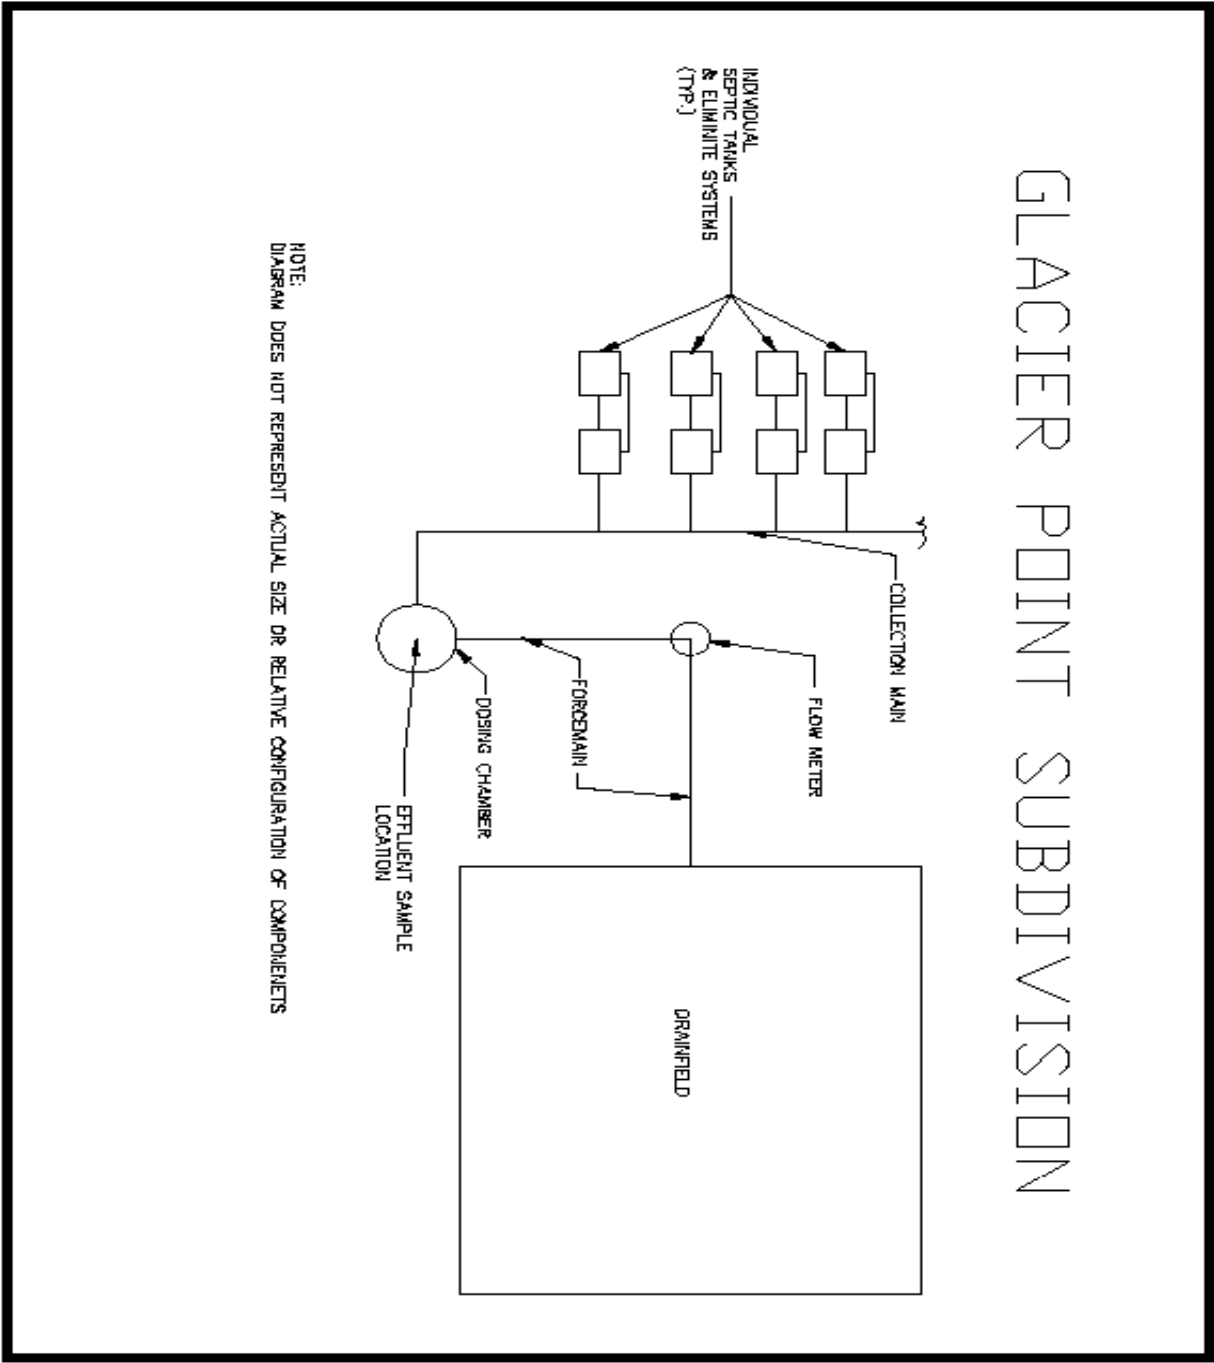 GLACIER POINT SUBDIVISION
INDIVIDUAL
SEPTIC TANKS
& ELIMINITE SYSTEMS
(TYP.)
COLLECTION MAIN
FLOW METER
FORCEMAIN
DOSING CHAMBER
EFFLUENT SAMPLE
LOCATION
DRAINFIELD
NOTE:
DIAGRAM DOES NOT REPRESENT ACTUAL SIZE OR RELATIVE CONFIGURATION OF COMPONENETS